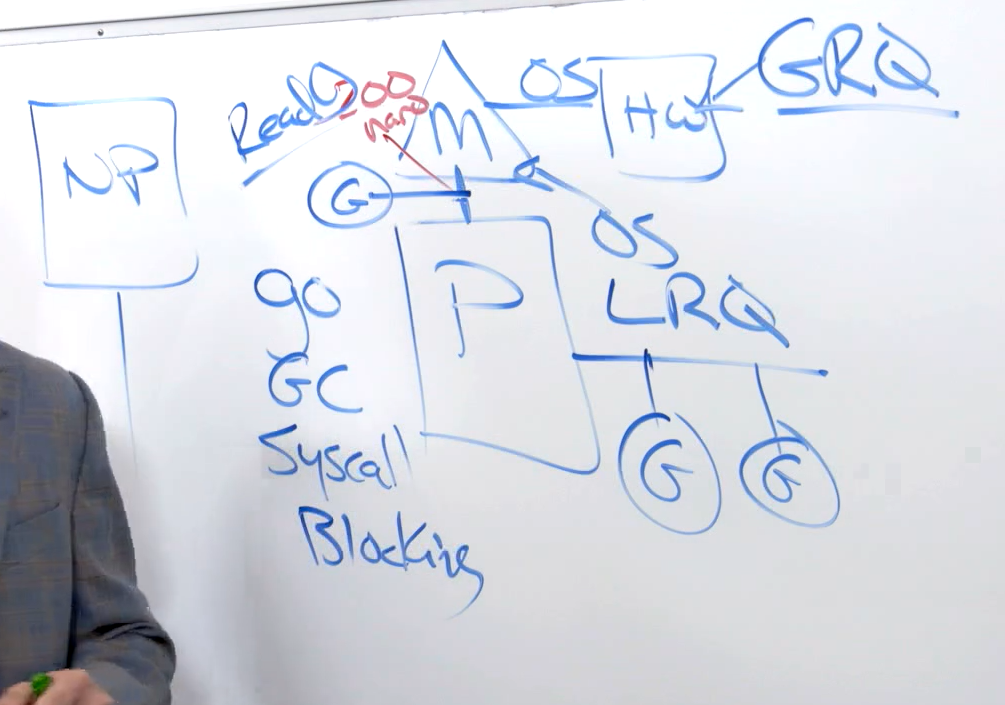 NP
Read()
200
nano
M
OS
HW
GRQ
G
OS
P
LRQ
G
G
go
GC
Syscall
Blocking